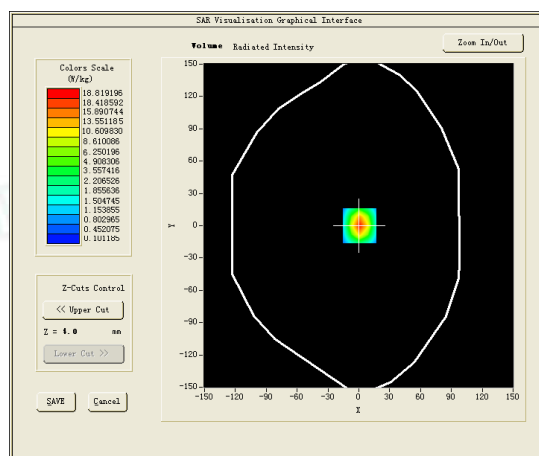 SAR Visualisation Graphical Interface
Volume Radiated Intensity
Zoom In/Out
Colors Scale
(W/kg)
18.819196
18.418592
15.890744
13.551185
10.609830
8.610086
6.250196
4.908306
3.557416
2.206526
1.855636
1.504745
1.153855
0.802965
0.452075
0.101185
Z-Cuts Control
<< Upper Cut
Z = 4.0 mm
Lower Cut >>
SAVE
Cancel
Y
150
120
90
60
30
0
-30
-60
-90
-120
-150
-150 -120 -90 -60 -30 0 30 60 90 120 150
X